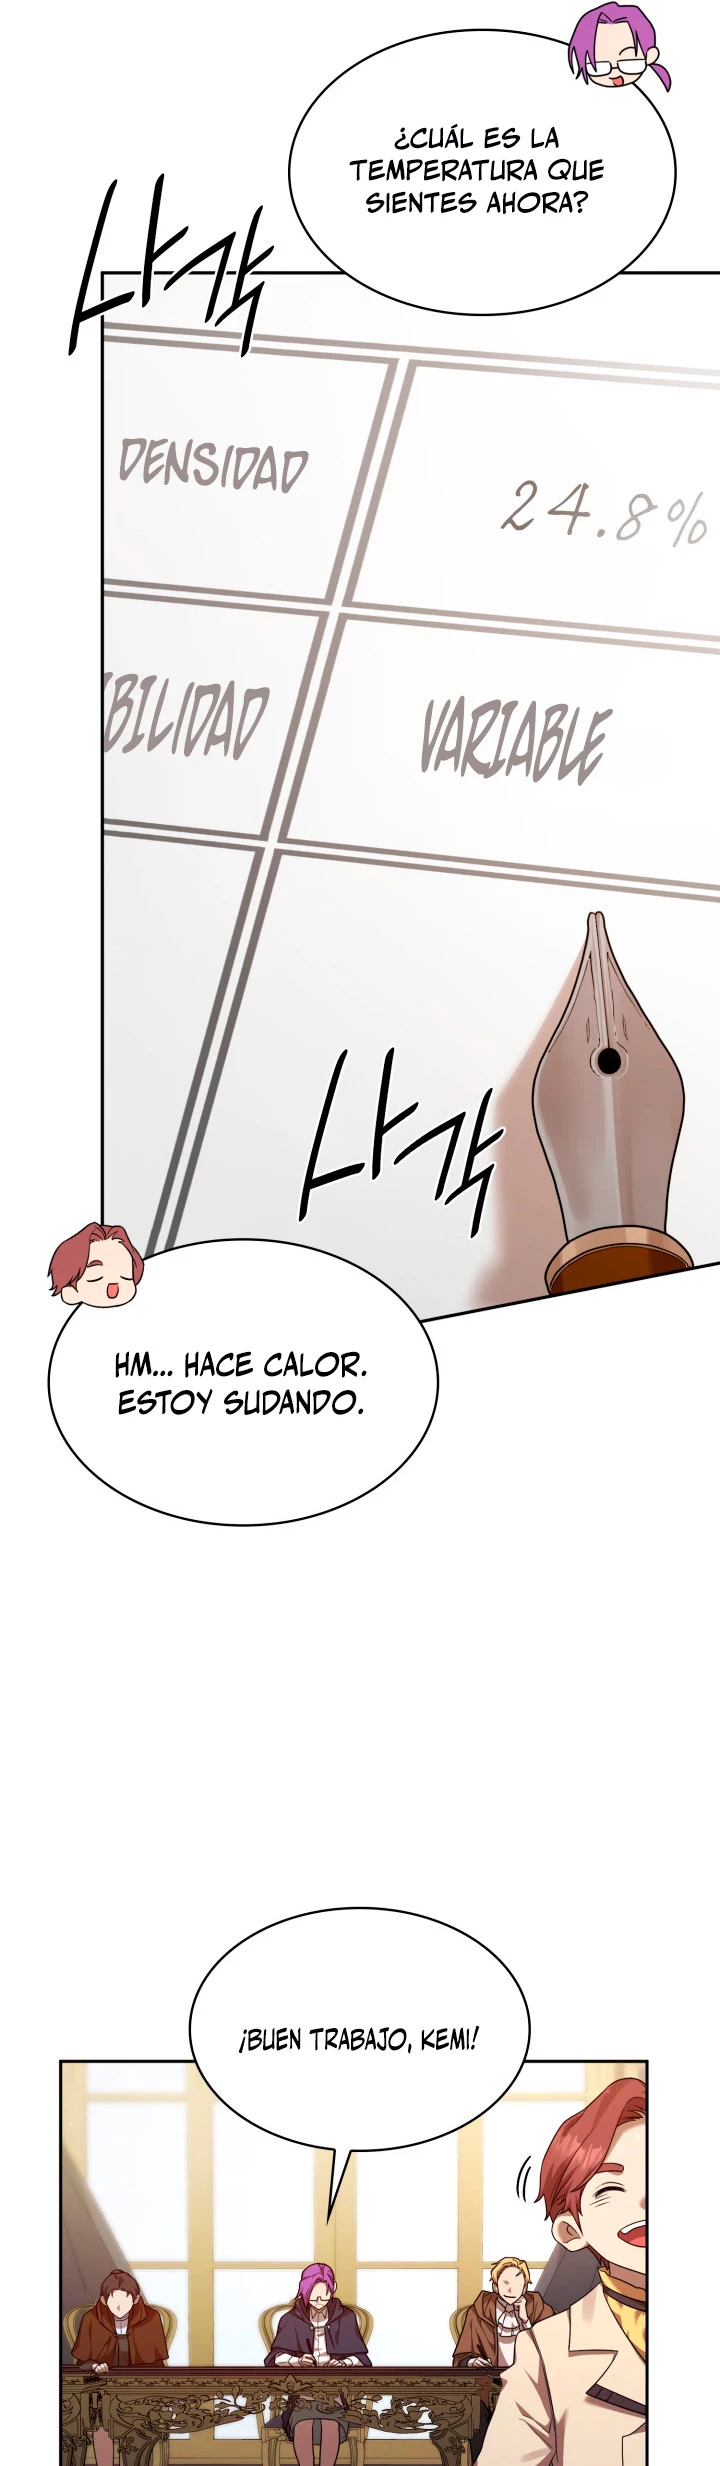 ¿CUÁL ES LA
TEMPERATURA QUE
SIENTES AHORA?
사각
DENSIDAD
24.8%
BILIDAD
VARIABLE
사각
HM... HACE CALOR.
ESTOY SUDANDO.
¡BUEN TRABAJO, KEMI!